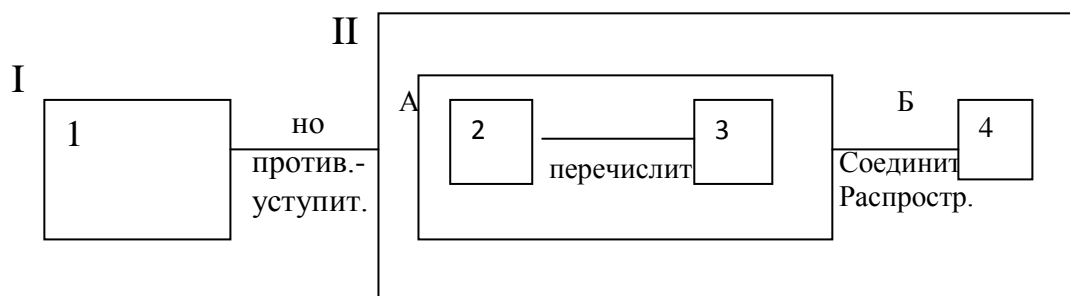 II
I
А
Б
1
2
3
4
но
против.-
уступит.
перечислит
Соединит
Распростр.